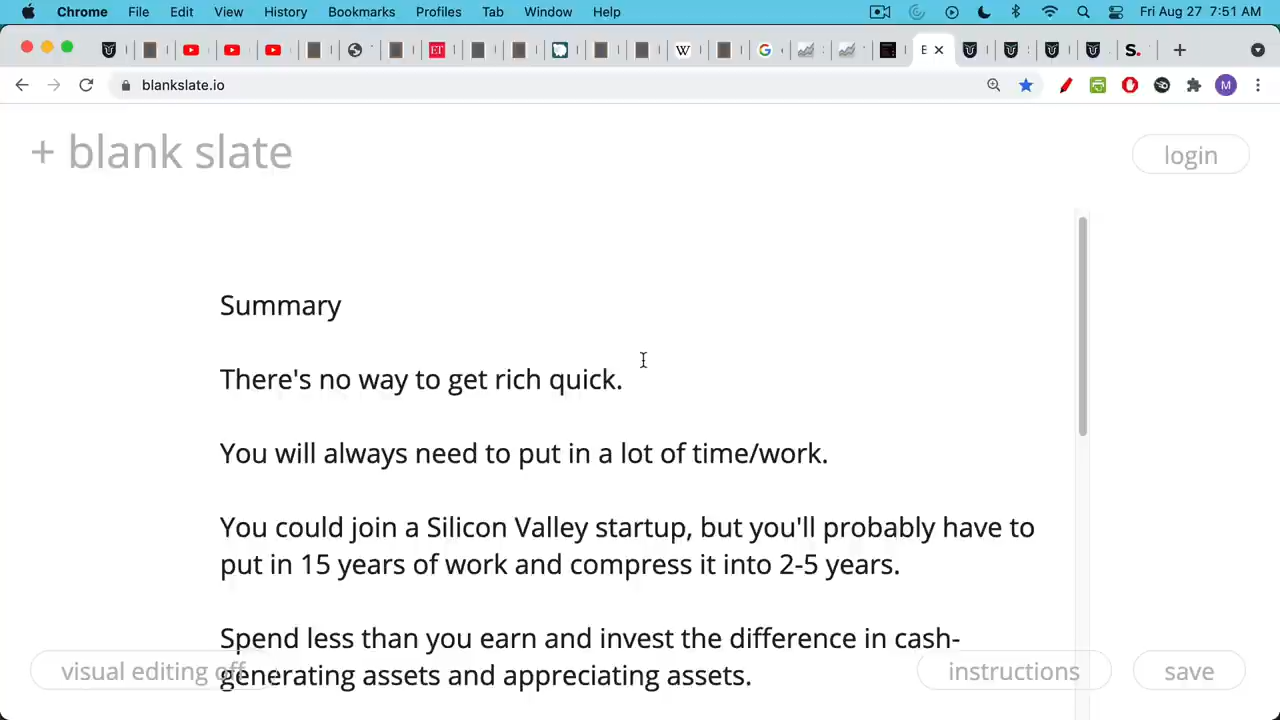 Chrome File Edit View History Bookmarks Profiles Tab Window Help Fri Aug 27 7:51 AM
blankslate.io
+ blank slate
login
Summary
There's no way to get rich quick.
You will always need to put in a lot of time/work.
You could join a Silicon Valley startup, but you'll probably have to
put in 15 years of work and compress it into 2-5 years.
Spend less than you earn and invest the difference in cash-
generating assets and appreciating assets.
visual editing off
instructions
save